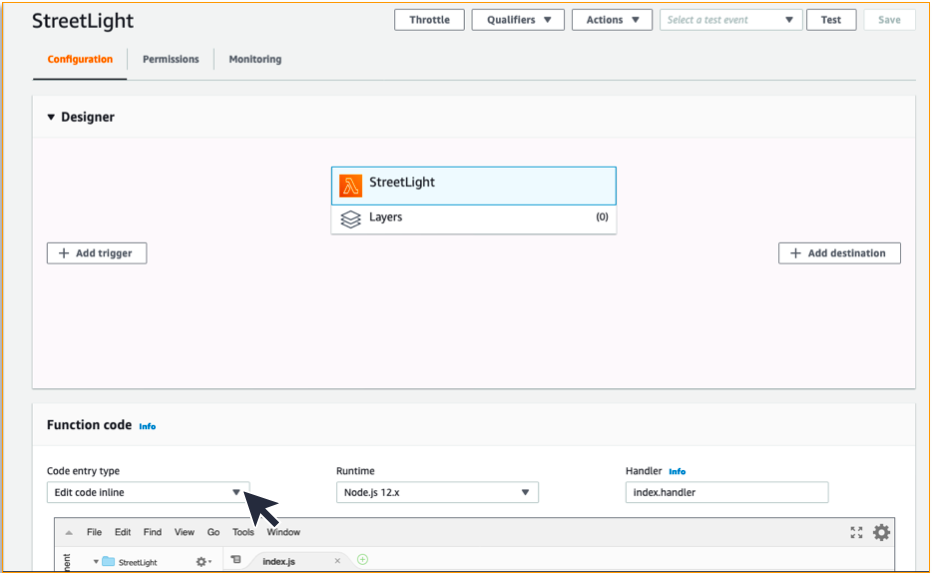 StreetLight
Throttle Qualifiers Actions Select a test event Test Save
Configuration Permissions Monitoring
Designer
StreetLight
Layers (0)
+ Add trigger + Add destination
Function code Info
Code entry type Runtime Handler Info
Edit code inline Node.js 12.x index.handler
File Edit Find View Go Tools Window
StreetLight index.js ×